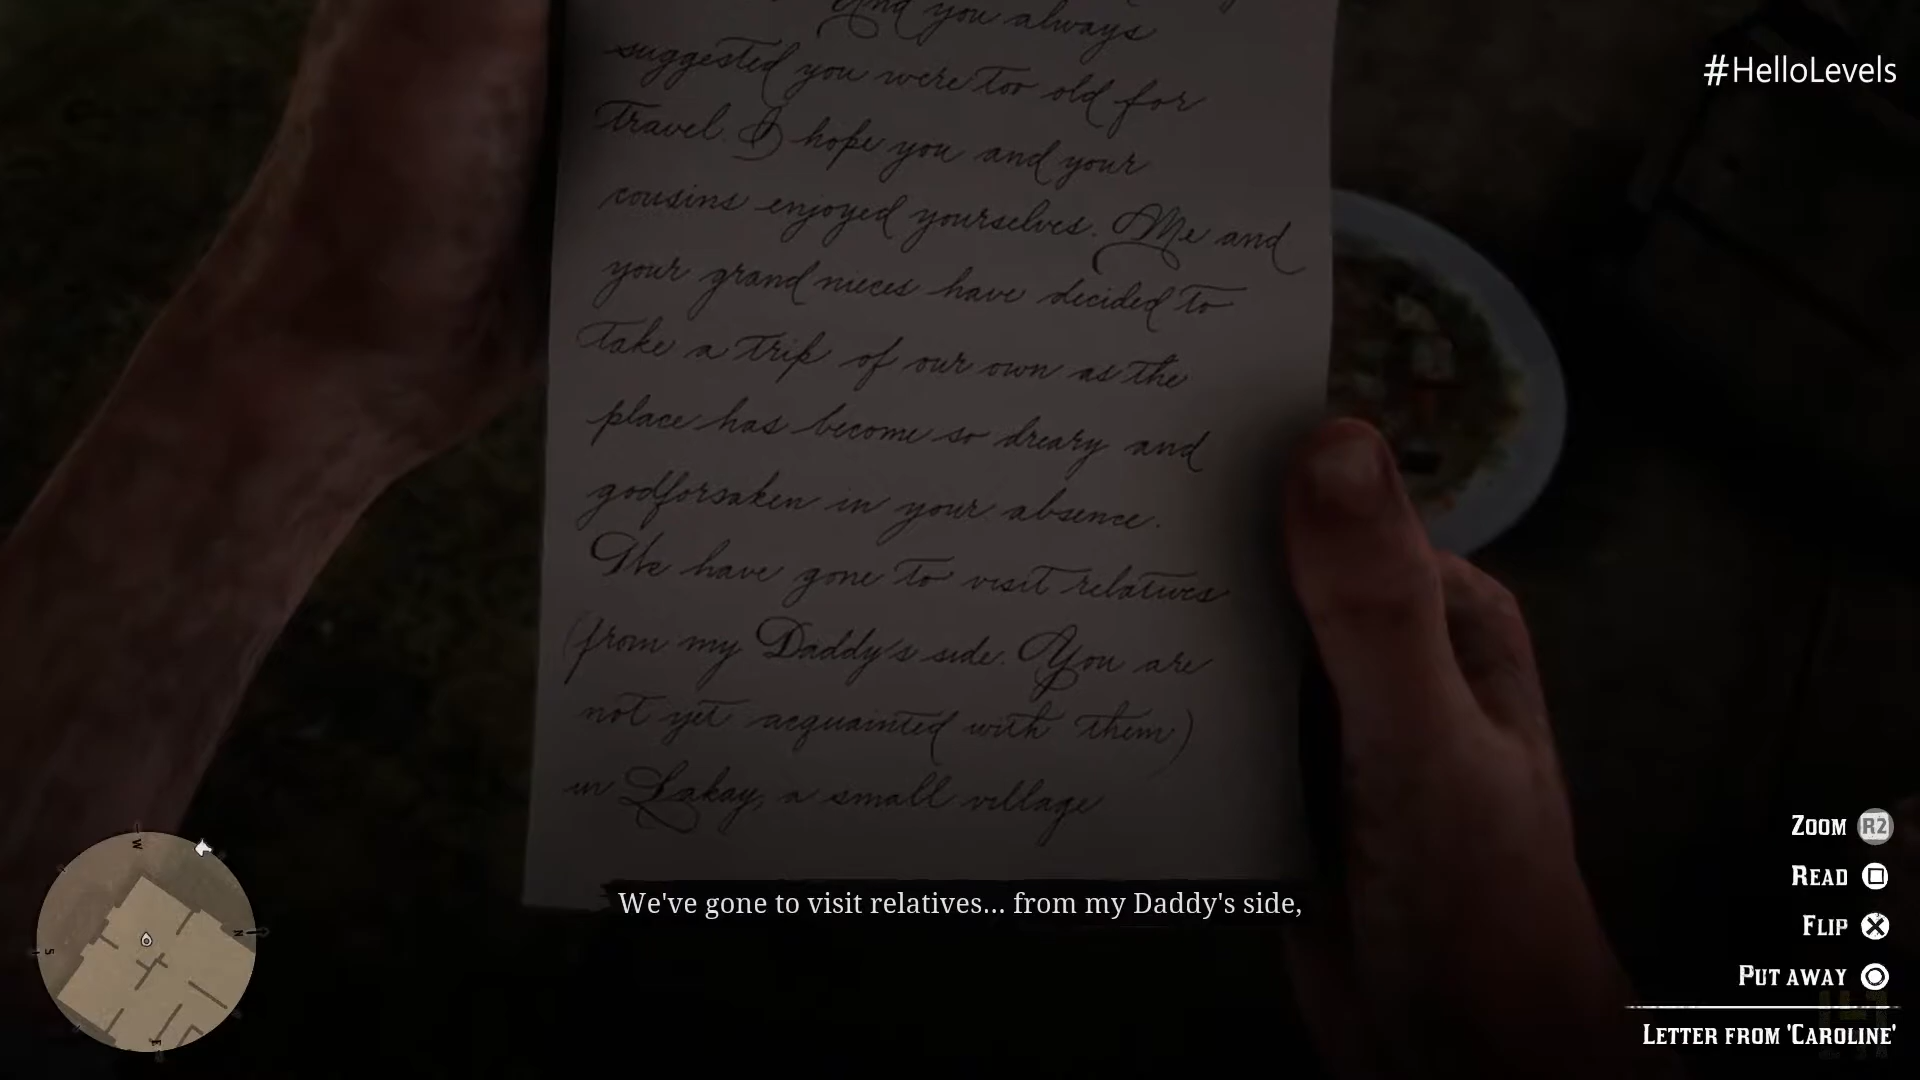 And you always
suggested you were too old for
travel. I hope you and your
cousins enjoyed yourselves. Me and
your grand nieces have decided to
take a trip of our own as the
place has become so dreary and
godforsaken in your absence.
We have gone to visit relatives
(from my Daddy's side. You are
not yet acquainted with them)
in Lakay, a small village
We've gone to visit relatives... from my Daddy's side,
#HelloLevels
W
N
S
E
ZOOM R2
READ
FLIP
PUT AWAY
LETTER FROM 'CAROLINE'